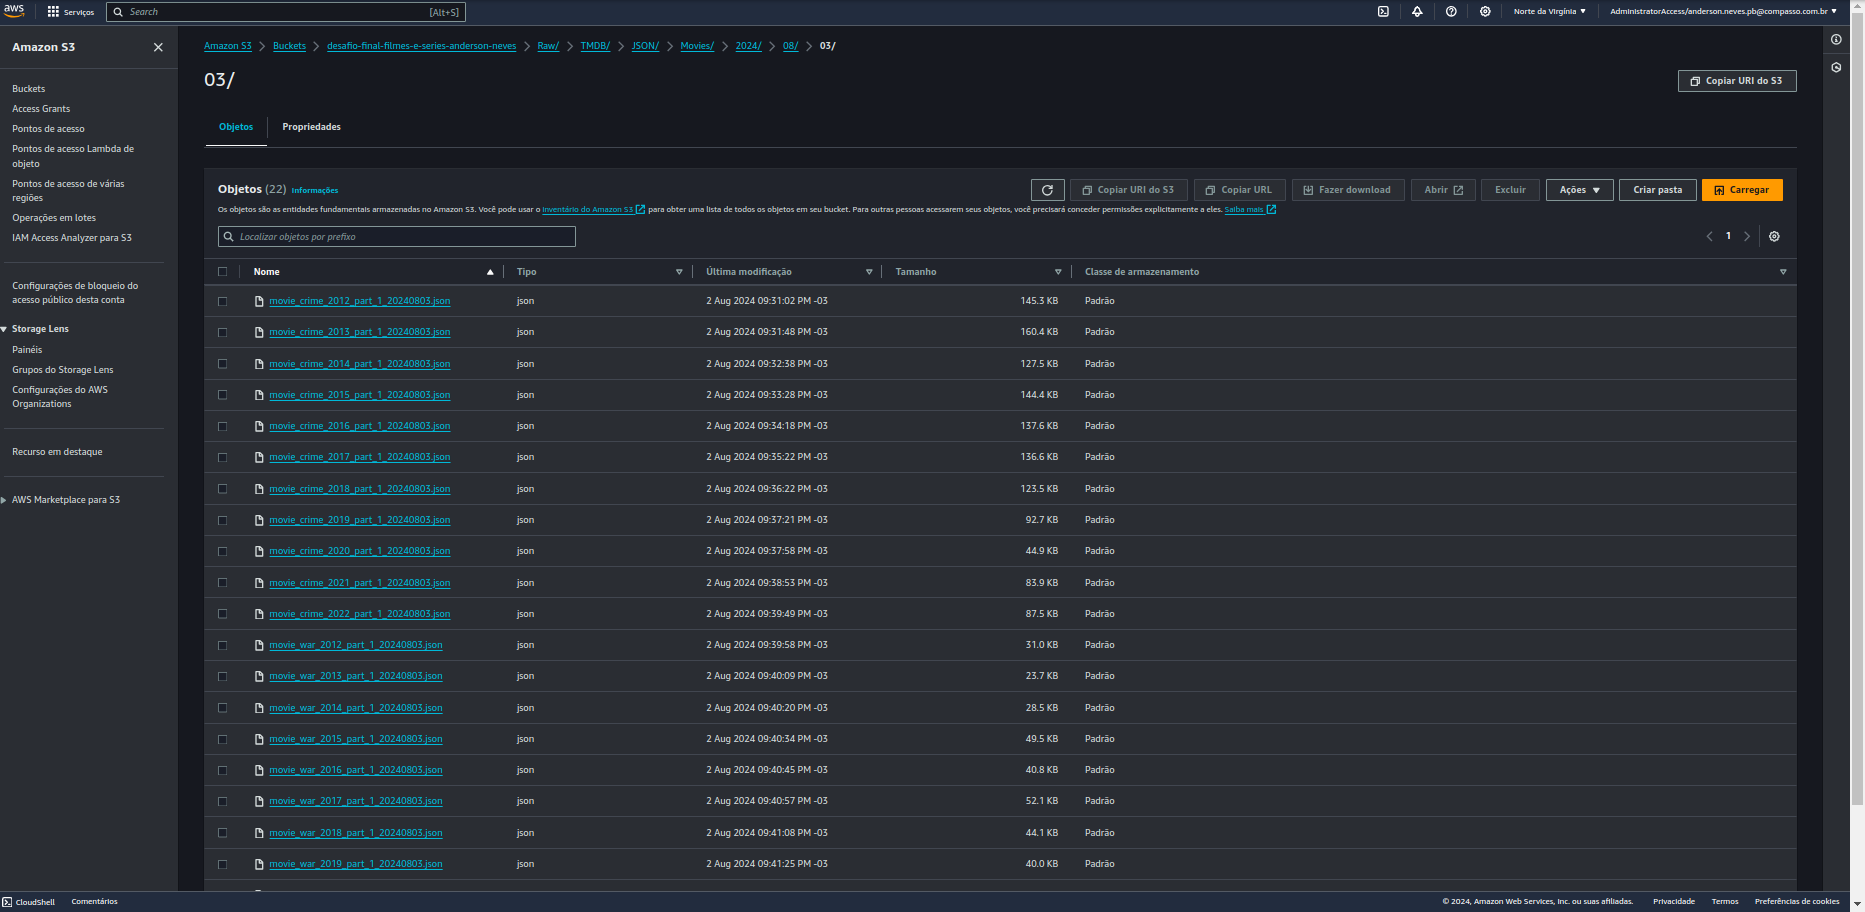 aws Serviços Search [Alt+S] Norte da Virgínia AdministratorAccess/anderson.neves.pb@compasso.com.br
Amazon S3
Buckets
Access Grants
Pontos de acesso
Pontos de acesso Lambda de
objeto
Pontos de acesso de várias
regiões
Operações em lotes
IAM Access Analyzer para S3
Configurações de bloqueio do
acesso público desta conta
Storage Lens
Painéis
Grupos do Storage Lens
Configurações do AWS
Organizations
Recurso em destaque
AWS Marketplace para S3
Amazon S3 > Buckets > desafio-final-filmes-e-series-anderson-neves > Raw/ > TMDB/ > JSON/ > Movies/ > 2024/ > 08/ > 03/
03/
Copiar URI do S3
Objetos Propriedades
Objetos (22) Informações Copiar URI do S3 Copiar URL Fazer download Abrir Excluir Ações Criar pasta Carregar
Os objetos são as entidades fundamentais armazenadas no Amazon S3. Você pode usar o inventário do Amazon S3 para obter uma lista de todos os objetos em seu bucket. Para outras pessoas acessarem seus objetos, você precisará conceder permissões explicitamente a eles. Saiba mais
Localizar objetos por prefixo < 1 >
Nome Tipo Última modificação Tamanho Classe de armazenamento
movie_crime_2012_part_1_20240803.json json 2 Aug 2024 09:31:02 PM -03 145.3 KB Padrão
movie_crime_2013_part_1_20240803.json json 2 Aug 2024 09:31:48 PM -03 160.4 KB Padrão
movie_crime_2014_part_1_20240803.json json 2 Aug 2024 09:32:38 PM -03 127.5 KB Padrão
movie_crime_2015_part_1_20240803.json json 2 Aug 2024 09:33:28 PM -03 144.4 KB Padrão
movie_crime_2016_part_1_20240803.json json 2 Aug 2024 09:34:18 PM -03 137.6 KB Padrão
movie_crime_2017_part_1_20240803.json json 2 Aug 2024 09:35:22 PM -03 136.6 KB Padrão
movie_crime_2018_part_1_20240803.json json 2 Aug 2024 09:36:22 PM -03 123.5 KB Padrão
movie_crime_2019_part_1_20240803.json json 2 Aug 2024 09:37:21 PM -03 92.7 KB Padrão
movie_crime_2020_part_1_20240803.json json 2 Aug 2024 09:37:58 PM -03 44.9 KB Padrão
movie_crime_2021_part_1_20240803.json json 2 Aug 2024 09:38:53 PM -03 83.9 KB Padrão
movie_crime_2022_part_1_20240803.json json 2 Aug 2024 09:39:49 PM -03 87.5 KB Padrão
movie_war_2012_part_1_20240803.json json 2 Aug 2024 09:39:58 PM -03 31.0 KB Padrão
movie_war_2013_part_1_20240803.json json 2 Aug 2024 09:40:09 PM -03 23.7 KB Padrão
movie_war_2014_part_1_20240803.json json 2 Aug 2024 09:40:20 PM -03 28.5 KB Padrão
movie_war_2015_part_1_20240803.json json 2 Aug 2024 09:40:34 PM -03 49.5 KB Padrão
movie_war_2016_part_1_20240803.json json 2 Aug 2024 09:40:45 PM -03 40.8 KB Padrão
movie_war_2017_part_1_20240803.json json 2 Aug 2024 09:40:57 PM -03 52.1 KB Padrão
movie_war_2018_part_1_20240803.json json 2 Aug 2024 09:41:08 PM -03 44.1 KB Padrão
movie_war_2019_part_1_20240803.json json 2 Aug 2024 09:41:25 PM -03 40.0 KB Padrão
CloudShell Comentários © 2024, Amazon Web Services, Inc. ou suas afiliadas. Privacidade Termos Preferências de cookies